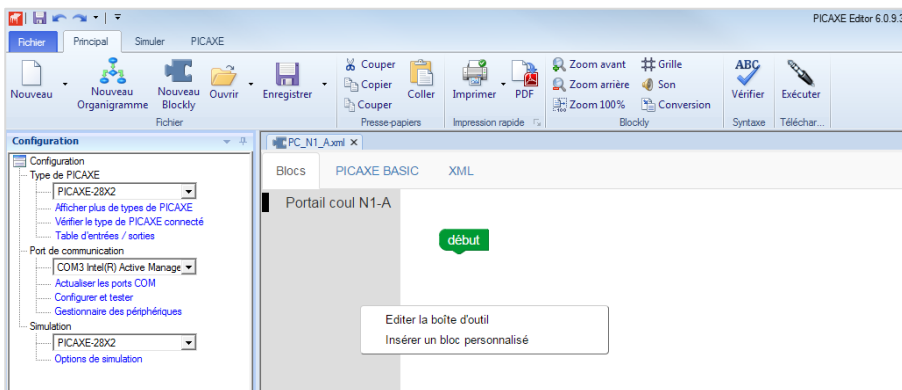 PICAXE Editor 6.0.9.3
Fichier Principal Simuler PICAXE
Nouveau
Nouveau Organigramme
Nouveau Blockly
Ouvrir
Fichier
Enregistrer
Couper
Copier
Couper
Coller
Presse-papiers
Imprimer
PDF
Impression rapide
Zoom avant
Zoom arrière
Zoom 100%
Grille
Son
Conversion
Blockly
ABC
Vérifier
Syntaxe
Exécuter
Téléchar...
Configuration
Configuration
Type de PICAXE
PICAXE-28X2
Afficher plus de types de PICAXE
Vérifier le type de PICAXE connecté
Table d'entrées / sorties
Port de communication
COM3 Intel(R) Active Manage
Actualiser les ports COM
Configurer et tester
Gestionnaire des périphériques
Simulation
PICAXE-28X2
Options de simulation
PC_N1_A.xml
Blocs PICAXE BASIC XML
Portail coul N1-A
début
Editer la boîte d'outil
Insérer un bloc personnalisé